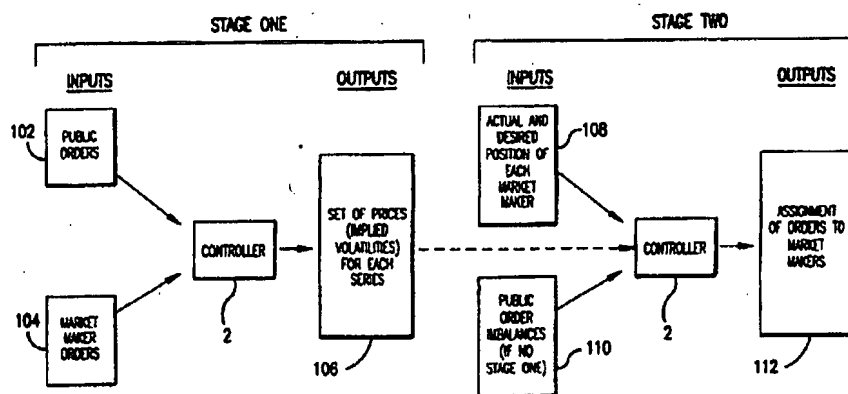 STAGE ONE
INPUTS
OUTPUTS
102
PUBLIC
ORDERS
104
MARKET
MAKER
ORDERS
CONTROLLER
2
SET OF PRICES
(IMPLIED
VOLATILITIES)
FOR EACH
SERIES
106
STAGE TWO
INPUTS
OUTPUTS
ACTUAL AND
DESIRED
POSITION OF
EACH
MARKET
MAKER
108
PUBLIC
ORDER
IMBALANCES
(IF NO
STAGE ONE)
110
CONTROLLER
2
ASSIGNMENT
OF ORDERS TO
MARKET
MAKERS
112